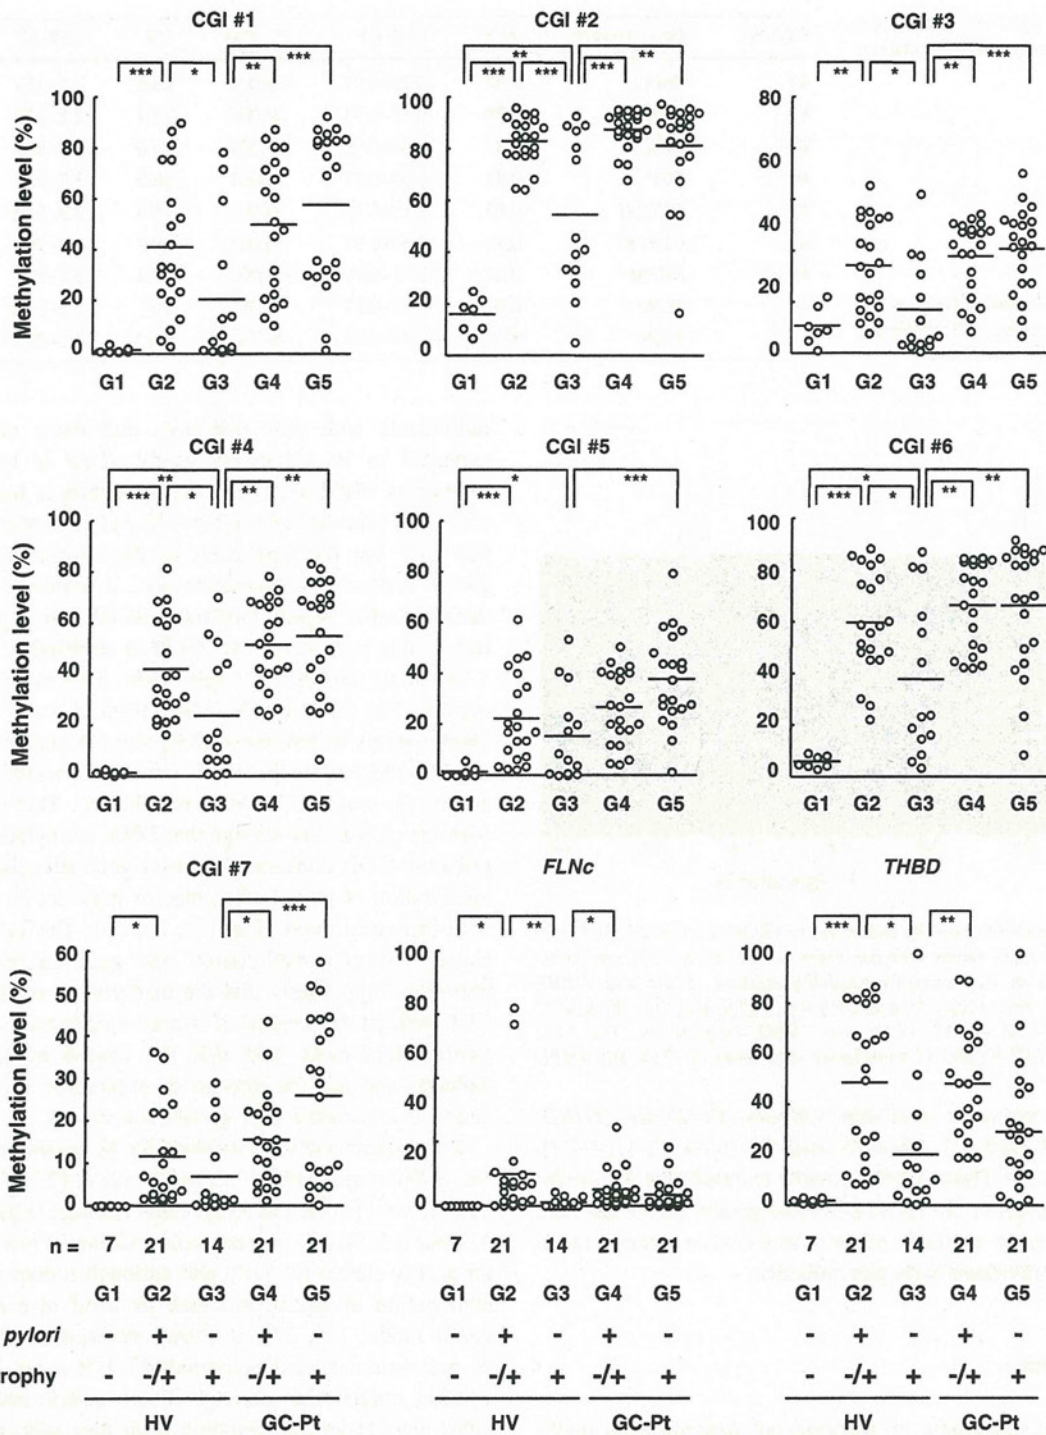 CGI #1 CGI #2 CGI #3
*** * ** *** ** *** *** *** ** ** * ** ***
Methylation level (%)
100 80 60 40 20 0
100 80 60 40 20 0
80 60 40 20 0
G1 G2 G3 G4 G5 G1 G2 G3 G4 G5 G1 G2 G3 G4 G5
CGI #4 CGI #5 CGI #6
** *** * ** ** * *** *** * *** * ** **
Methylation level (%)
100 80 60 40 20 0
100 80 60 40 20 0
100 80 60 40 20 0
G1 G2 G3 G4 G5 G1 G2 G3 G4 G5 G1 G2 G3 G4 G5
CGI #7 FLNc THBD
* * *** * ** * *** * **
Methylation level (%)
60 50 40 30 20 10 0
100 80 60 40 20 0
100 80 60 40 20 0
n = 7 21 14 21 21 7 21 14 21 21 7 21 14 21 21
G1 G2 G3 G4 G5 G1 G2 G3 G4 G5 G1 G2 G3 G4 G5
pylori - + - + - - + - + - - + - + -
rophy - -/+ + -/+ + - -/+ + -/+ + - -/+ + -/+ +
HV GC-Pt HV GC-Pt HV GC-Pt